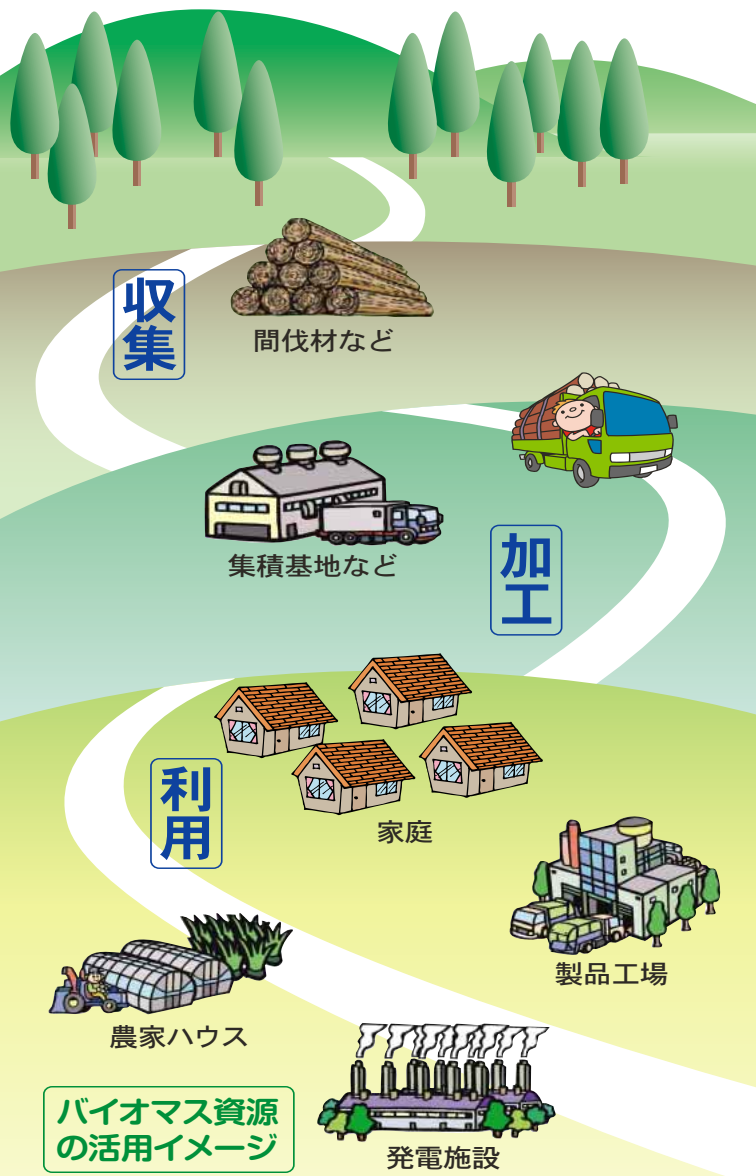 収集
間伐材など
集積基地など
加工
利用
家庭
製品工場
農家ハウス
バイオマス資源
の活用イメージ
発電施設